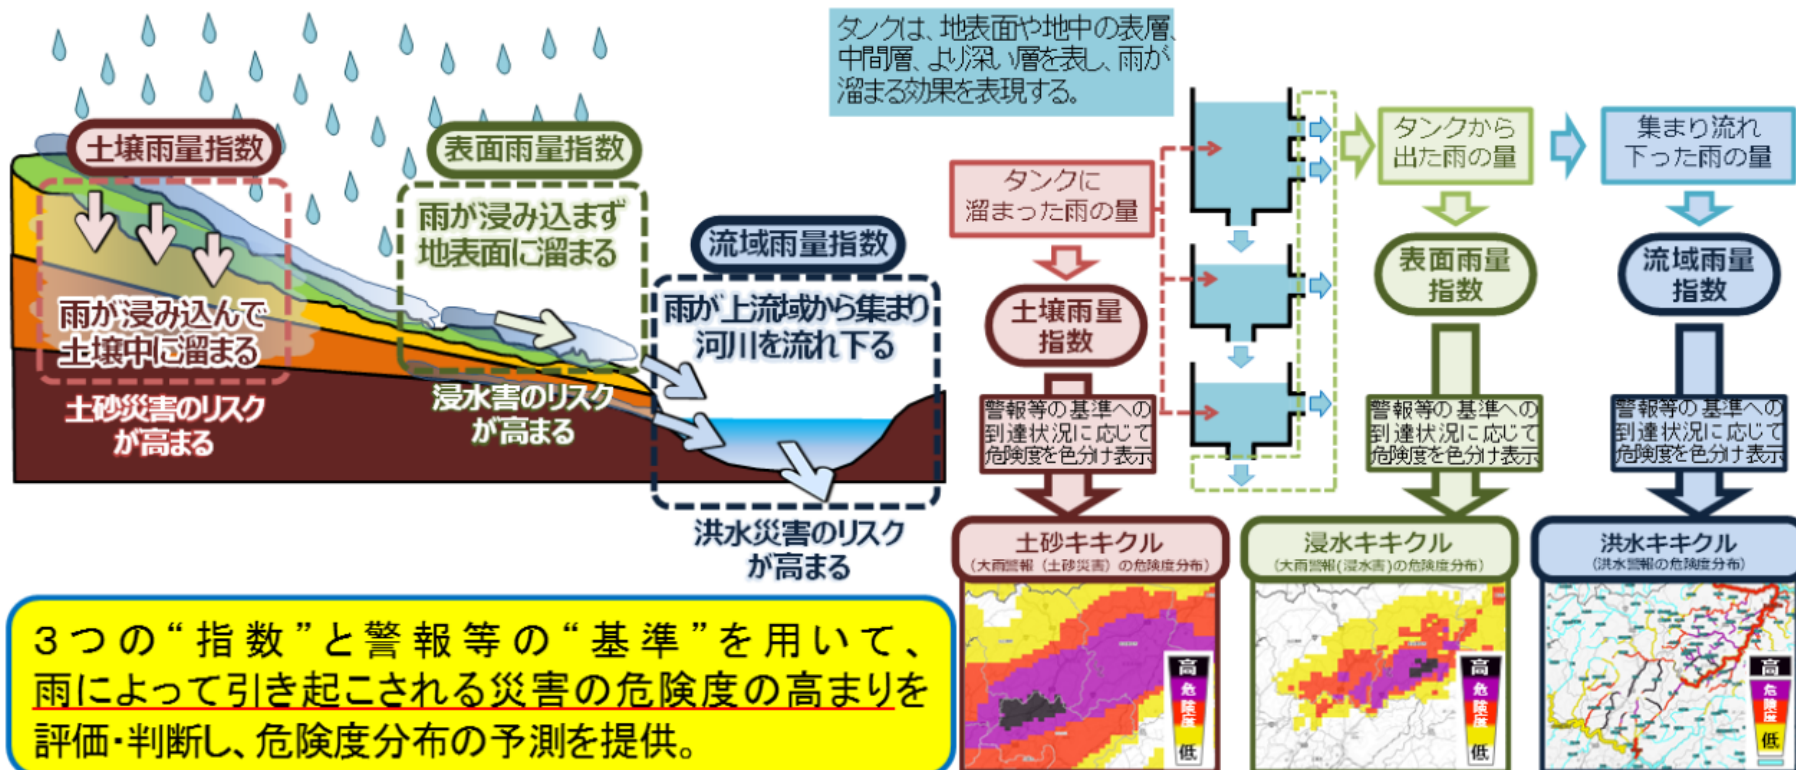 土壌雨量指数
雨が浸み込んで
土壌中に溜まる
土砂災害のリスク
が高まる
表面雨量指数
雨が浸み込まず
地表面に溜まる
浸水害のリスク
が高まる
流域雨量指数
雨が上流域から集まり
河川を流れ下る
洪水災害のリスク
が高まる
3つの“指数”と警報等の“基準”を用いて、
雨によって引き起こされる災害の危険度の高まりを
評価・判断し、危険度分布の予測を提供。
タンクは、地表面や地中の表層、
中間層、より深い層を表し、雨が
溜まる効果を表現する。
タンクに
溜まった雨の量
土壌雨量
指数
警報等の基準への
到達状況に応じて
危険度を色分け表示
土砂キキクル
(大雨警報（土砂災害）の危険度分布)
高
危
険
度
低
タンクから
出た雨の量
表面雨量
指数
警報等の基準への
到達状況に応じて
危険度を色分け表示
浸水キキクル
(大雨警報(浸水害)の危険度分布)
高
危
険
度
低
集まり流れ
下った雨の量
流域雨量
指数
警報等の基準への
到達状況に応じて
危険度を色分け表示
洪水キキクル
(洪水警報の危険度分布)
高
危
険
度
低